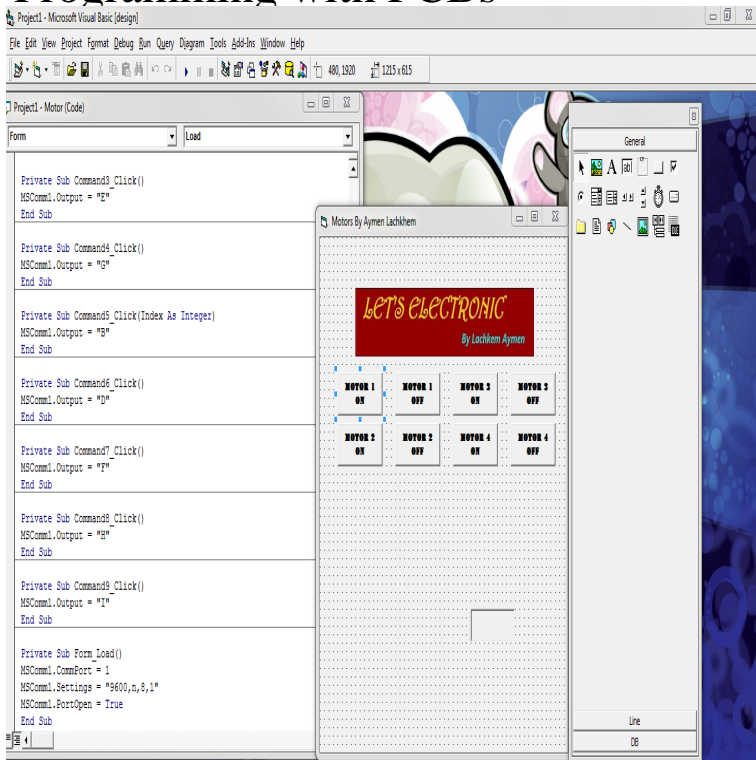 Programming with PCBs
Project1 - Microsoft Visual Basic [design]
File Edit View Project Format Debug Run Query Diagram Tools Add-Ins Window Help
480, 1920 1215 x 615
Project1 - Motor (Code)
Form Load
Private Sub Command3_Click()
MSComm1.Output = "E"
End Sub
Private Sub Command4_Click()
MSComm1.Output = "G"
End Sub
Private Sub Command5_Click(Index As Integer)
MSComm1.Output = "B"
End Sub
Private Sub Command6_Click()
MSComm1.Output = "D"
End Sub
Private Sub Command7_Click()
MSComm1.Output = "F"
End Sub
Private Sub Command8_Click()
MSComm1.Output = "H"
End Sub
Private Sub Command9_Click()
MSComm1.Output = "I"
End Sub
Private Sub Form_Load()
MSComm1.CommPort = 1
MSComm1.Settings = "9600,n,8,1"
MSComm1.PortOpen = True
End Sub
Motors By Aymen Lachkhem
LET'S ELECTRONIC
By Lachkem Aymen
MOTOR 1 ON
MOTOR 1 OFF
MOTOR 3 ON
MOTOR 3 OFF
MOTOR 2 ON
MOTOR 2 OFF
MOTOR 4 ON
MOTOR 4 OFF
General
Line
DB